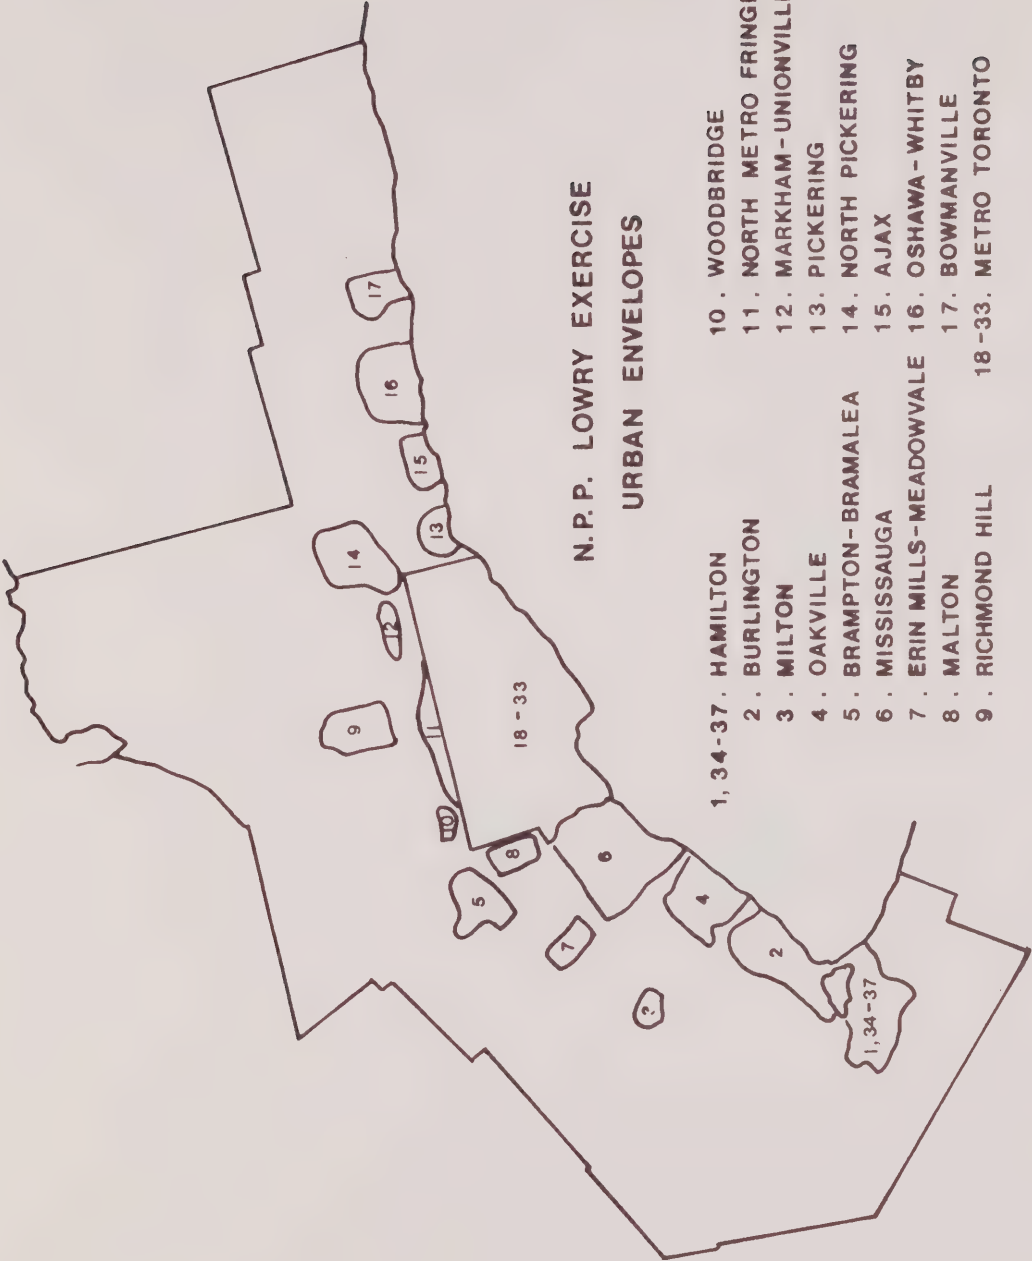 14
17
9
12
16
15
10
11
13
5
8
18-33
7
6
4
2
1,34-37
N.P.P. LOWRY EXERCISE
URBAN ENVELOPES
1, 34-37. HAMILTON
2. BURLINGTON
3. MILTON
4. OAKVILLE
5. BRAMPTON-BRAMALEA
6. MISSISSAUGA
7. ERIN MILLS-MEADOWVALE
8. MALTON
9. RICHMOND HILL
10. WOODBRIDGE
11. NORTH METRO FRINGE
12. MARKHAM-UNIONVILLE
13. PICKERING
14. NORTH PICKERING
15. AJAX
16. OSHAWA-WHITBY
17. BOWMANVILLE
18-33. METRO TORONTO